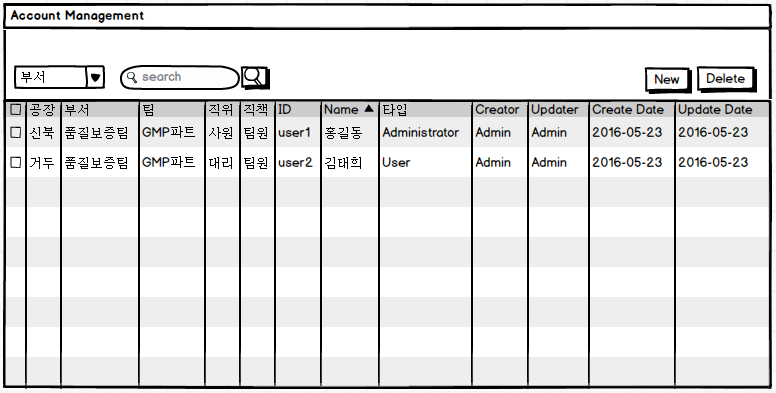 Account Management
부서 search New Delete
공장 부서 팀 직위 직책 ID Name 타입 Creator Updater Create Date Update Date
신북 품질보증팀 GMP파트 사원 팀원 user1 홍길동 Administrator Admin Admin 2016-05-23 2016-05-23
거두 품질보증팀 GMP파트 대리 팀원 user2 김태희 User Admin Admin 2016-05-23 2016-05-23